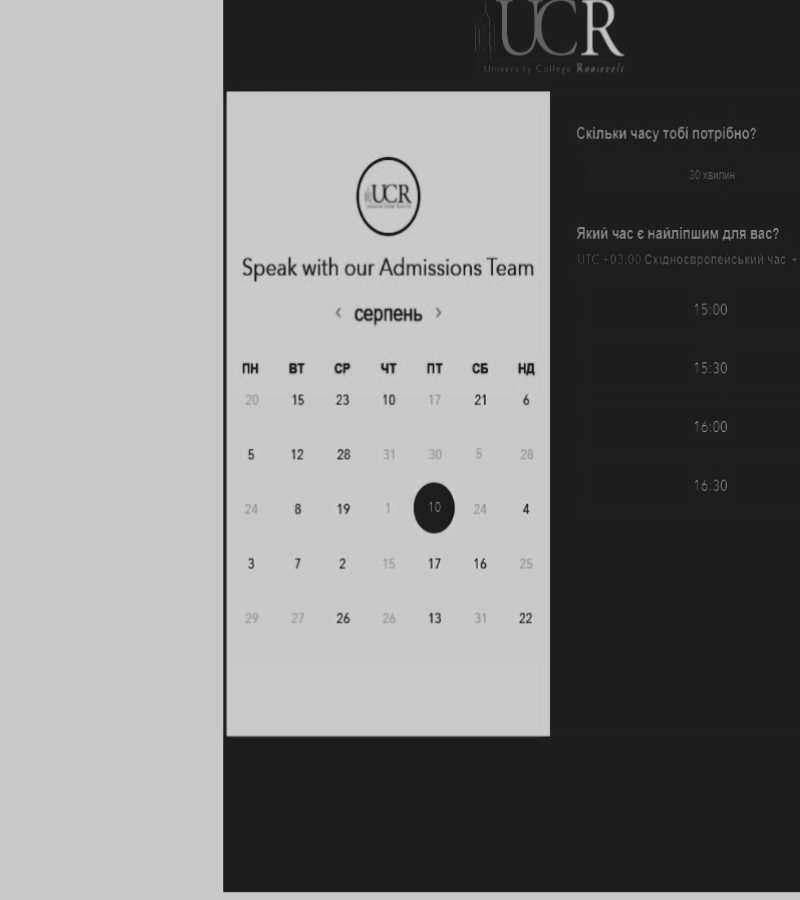 UCR
University College Roosevelt
UCR
Speak with our Admissions Team
‹ серпень ›
ПН ВТ СР ЧТ ПТ СБ НД
20 15 23 10 17 21 6
5 12 28 31 30 5 28
24 8 19 1 10 24 4
3 7 2 15 17 16 25
29 27 26 26 13 31 22
Скільки часу тобі потрібно?
30 хвилин
Який час є найліпшим для вас?
UTC +03:00 Східноєвропейський час
15:00
15:30
16:00
16:30